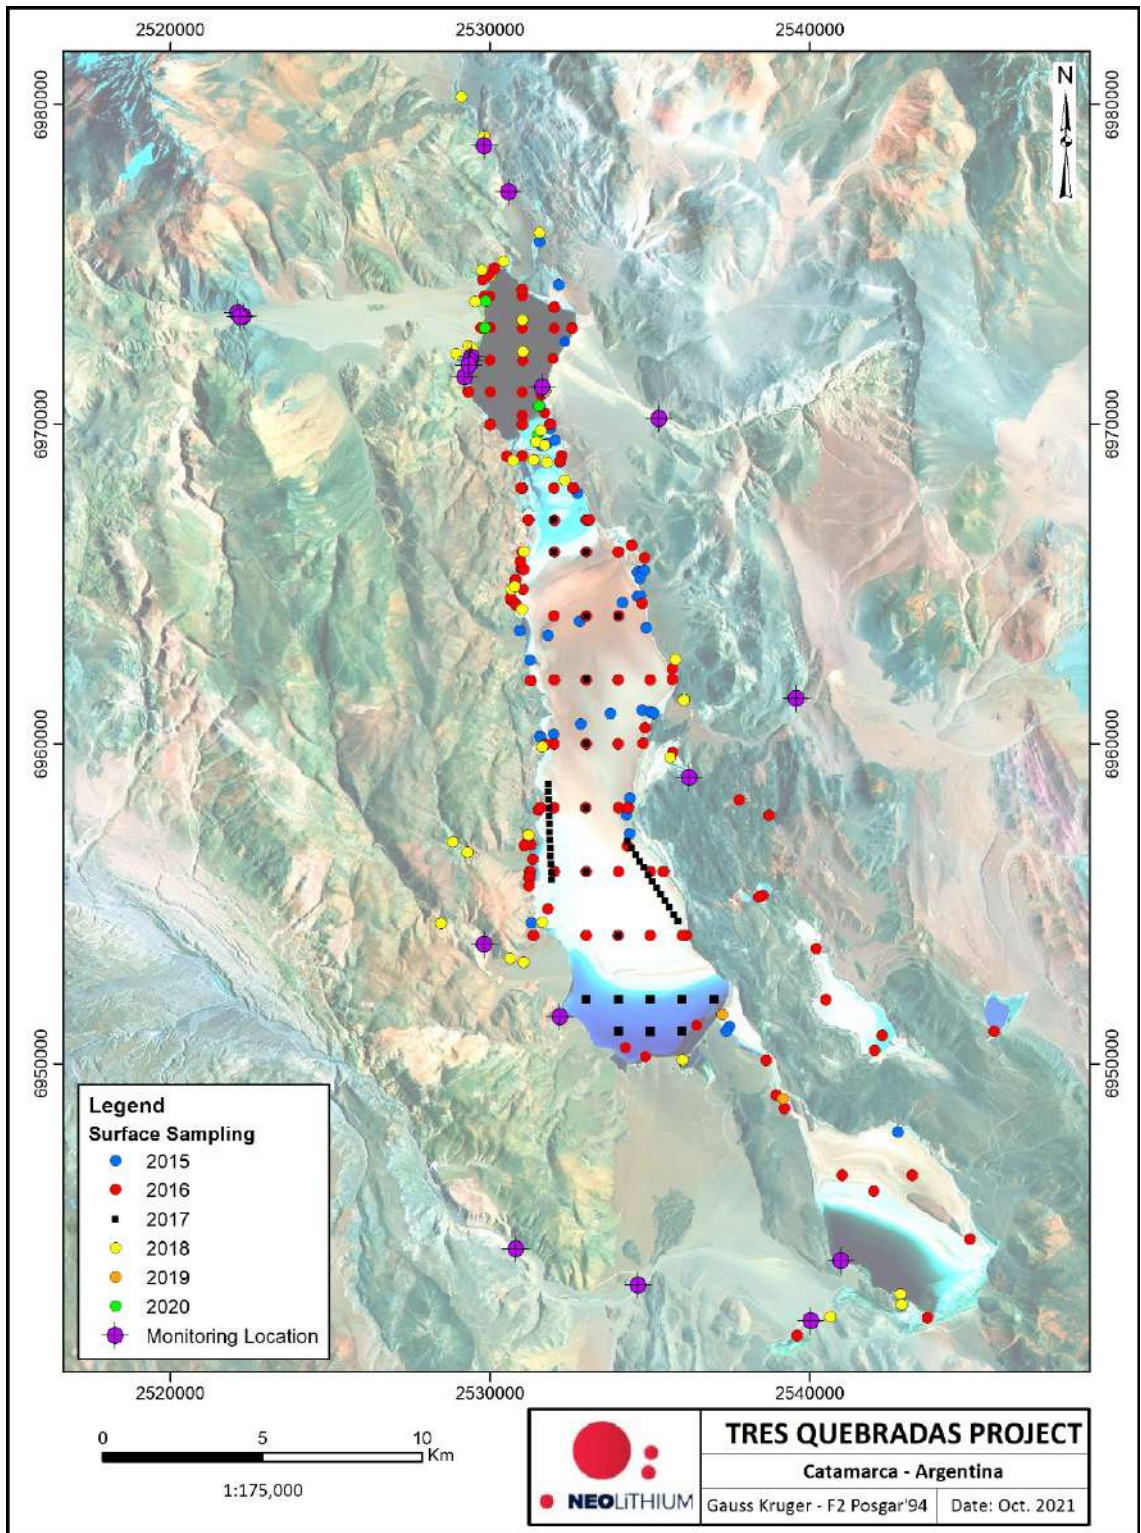 2520000 2530000 2540000
N
6980000 6980000
6970000 6970000
6960000 6960000
6950000 6950000
Legend
Surface Sampling
2015
2016
2017
2018
2019
2020
Monitoring Location
2520000 2530000 2540000
0 5 10
Km
1:175,000
NEOLiTHIUM
TRES QUEBRADAS PROJECT
Catamarca - Argentina
Gauss Kruger - F2 Posgar'94 Date: Oct. 2021